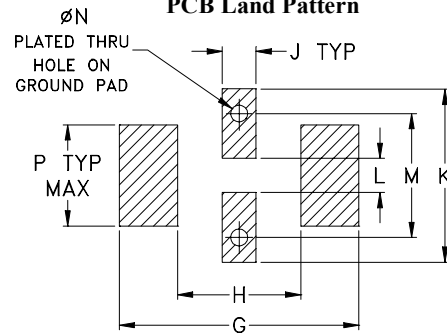 PCB Land Pattern
ØN
PLATED THRU
HOLE ON
GROUND PAD
J TYP
P TYP
MAX
L
M
K
H
G